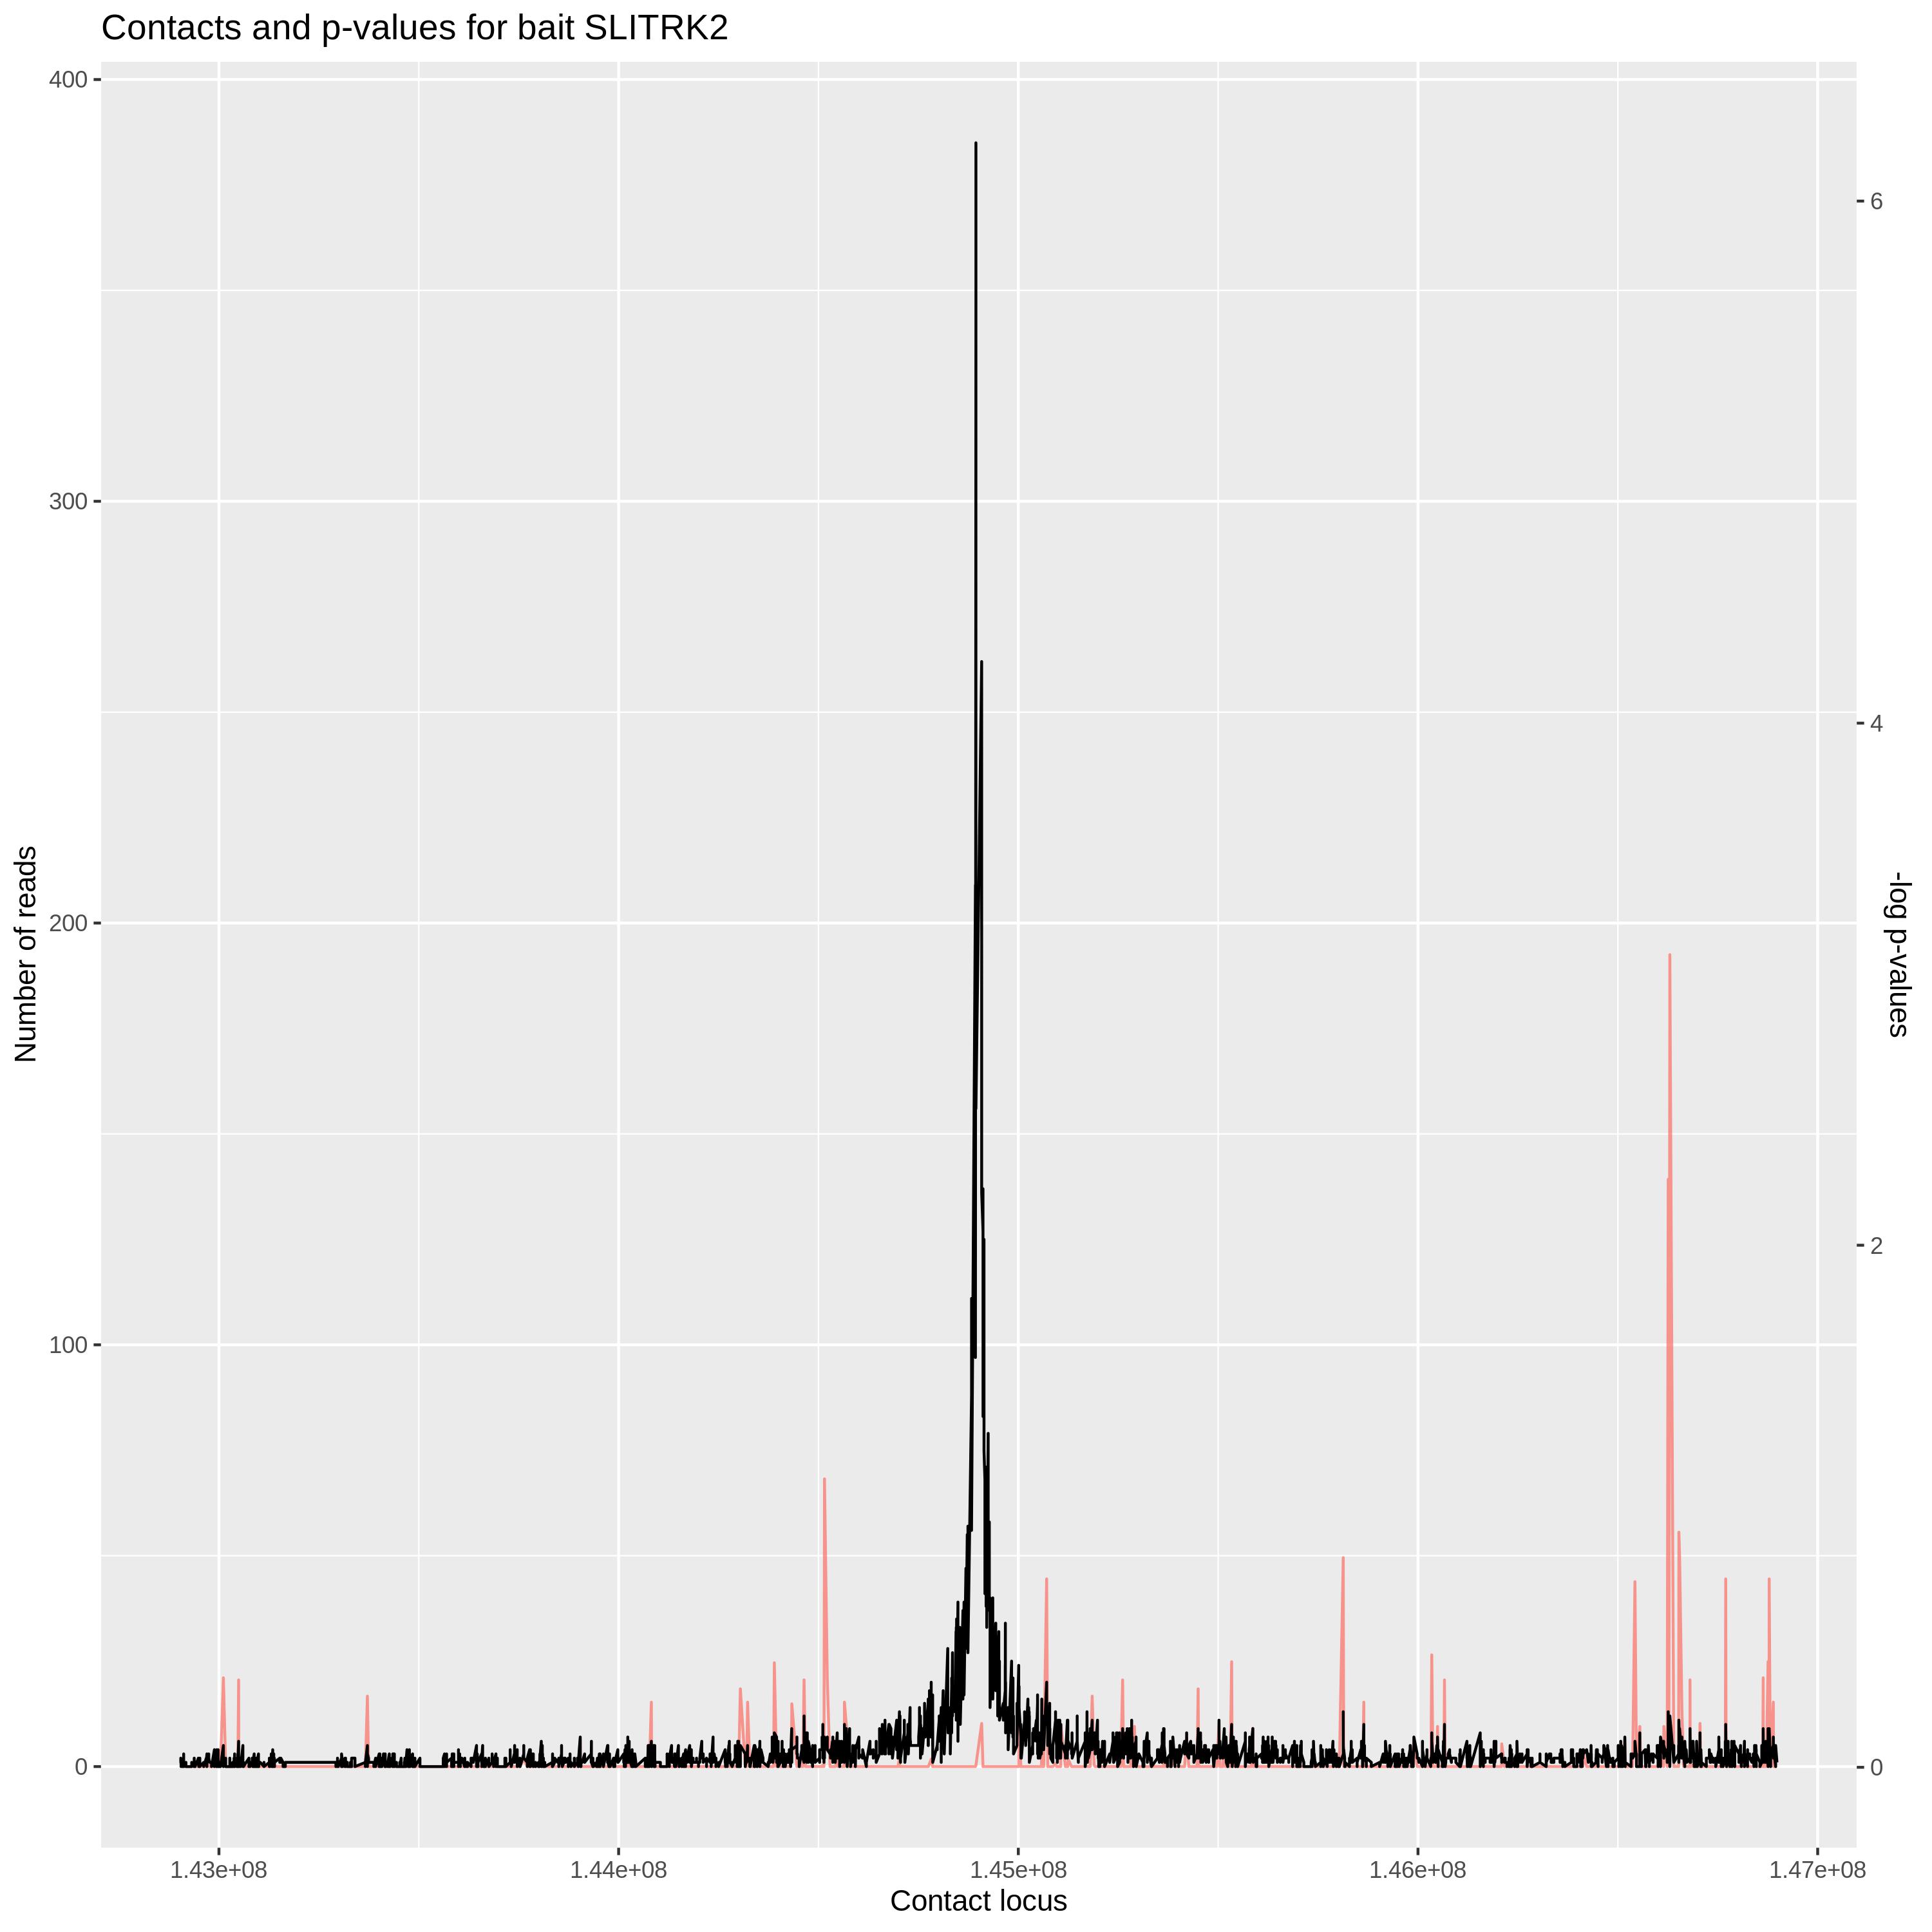 Contacts and p-values for bait SLITRK2
400
300
200
100
0
Number of reads
6
4
2
0
-log p-values
1.43e+08
1.44e+08
1.45e+08
1.46e+08
1.47e+08
Contact locus